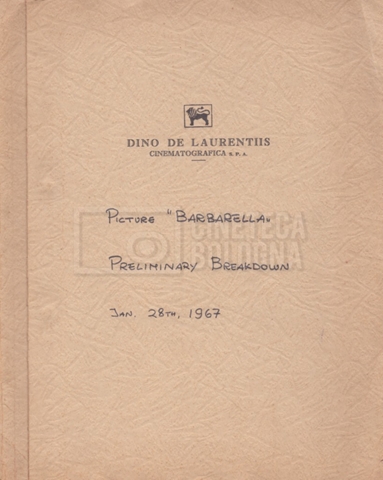 DINO DE LAURENTIIS
CINEMATOGRAFICA S. P. A.
PICTURE "BARBARELLA"
CINETECA
BOLOGNA
PRELIMINARY BREAKDOWN
JAN. 28TH, 1967